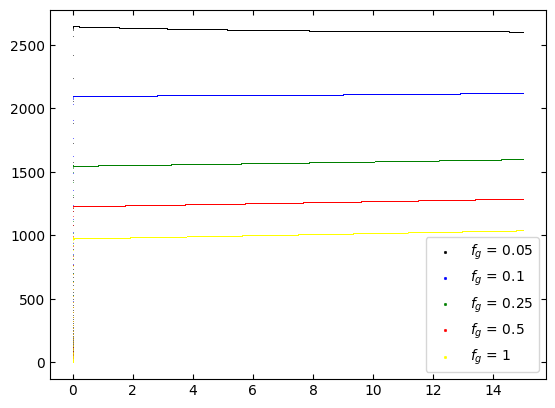 2500
2000
1500
1000
500
0
0 2 4 6 8 10 12 14
f_g = 0.05
f_g = 0.1
f_g = 0.25
f_g = 0.5
f_g = 1